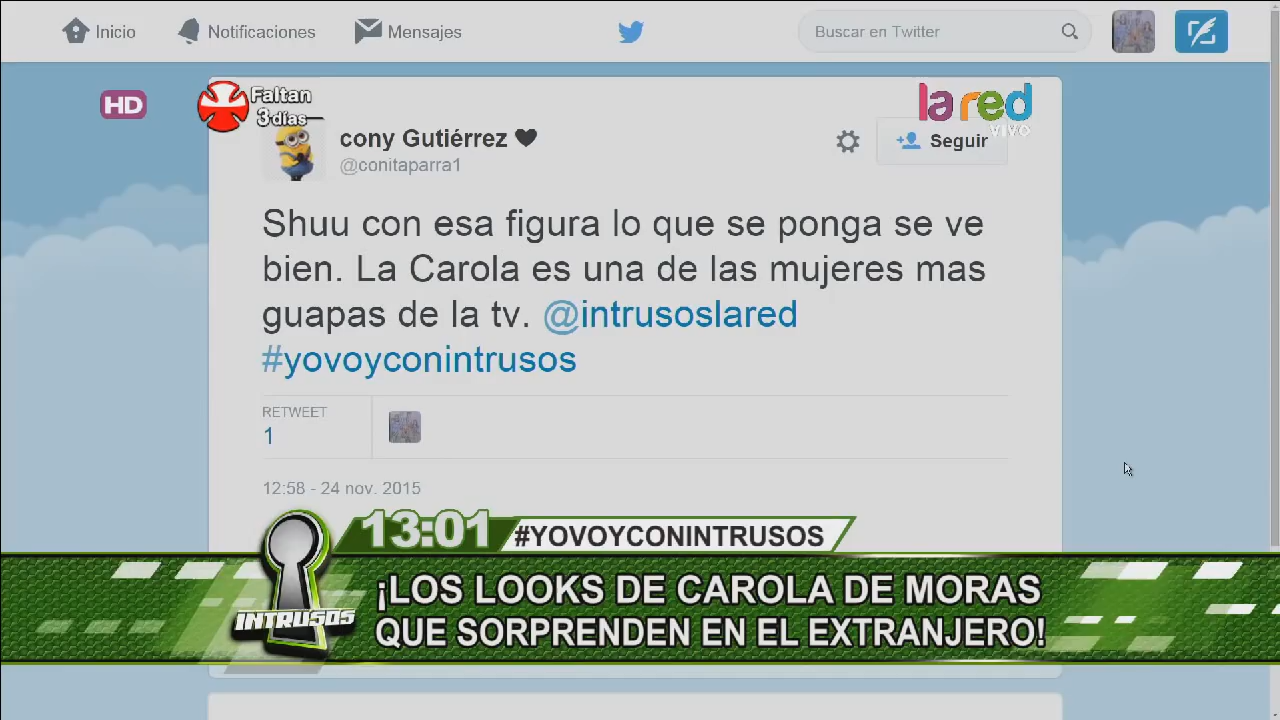 Inicio
Notificaciones
Mensajes
Buscar en Twitter
HD
Faltan
3 días
la red
VIVO
cony Gutiérrez ♥
@conitaparra1
Seguir
Shuu con esa figura lo que se ponga se ve
bien. La Carola es una de las mujeres mas
guapas de la tv. @intrusoslared
#yovoyconintrusos
RETWEET
1
12:58 - 24 nov. 2015
13:01
#YOVOYCONINTRUSOS
INTRUSOS
¡LOS LOOKS DE CAROLA DE MORAS
QUE SORPRENDEN EN EL EXTRANJERO!